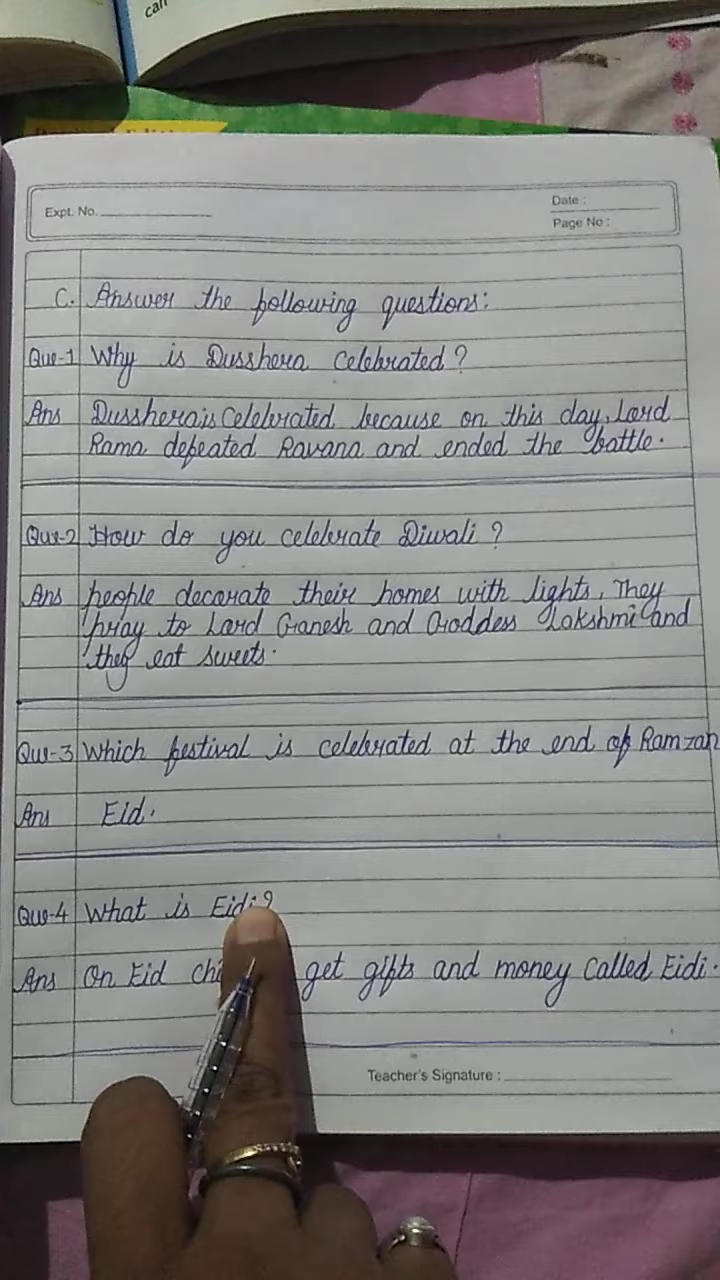 can
Expt. No.
Date :
Page No :
C. Answer the following questions:
Que-1 Why is Dusshera celebrated?
Ans Dussherais Celebrated because on this day, Lord
Rama defeated Ravana and ended the battle.
Que-2 How do you celebrate Diwali?
Ans people decorate their homes with lights, They
pray to Lord Ganesh and Goddess Lakshmi and
they eat sweets.
Que-3 Which festival is celebrated at the end of Ramzan
Ans Eid.
Que-4 What is Eidi?
Ans On Eid get gifts and money called Eidi.
Teacher's Signature :